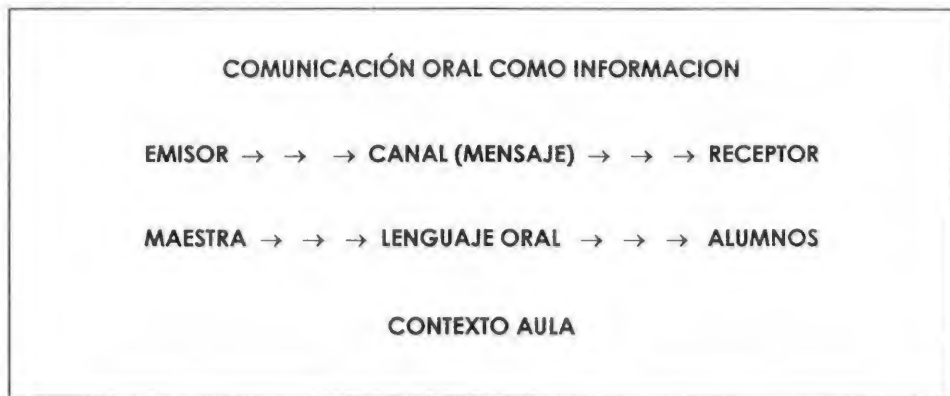 COMUNICACIÓN ORAL COMO INFORMACION
EMISOR → → → CANAL (MENSAJE) → → → RECEPTOR
MAESTRA → → → LENGUAJE ORAL → → → ALUMNOS
CONTEXTO AULA